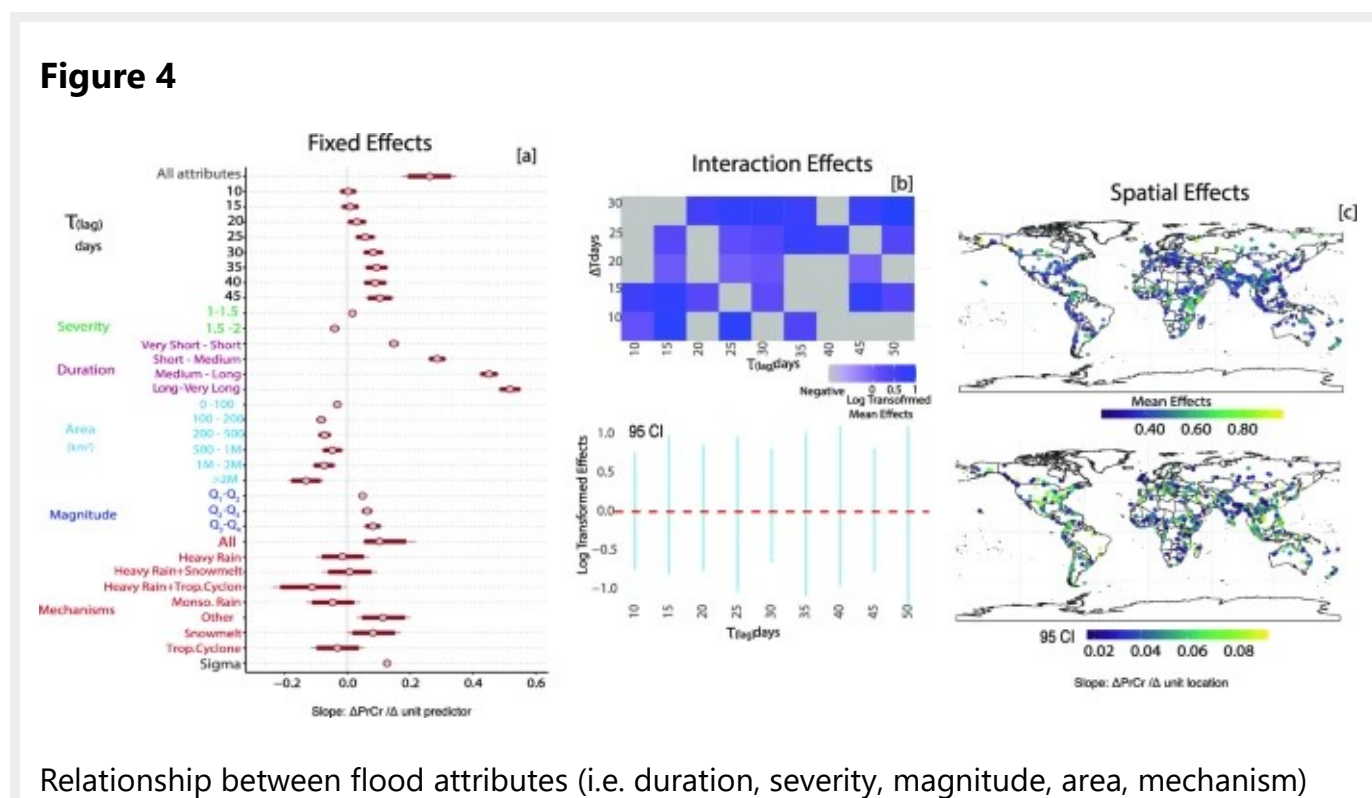 Figure 4
Fixed Effects
[a]
All attributes
T(lag)
days
10
15
20
25
30
35
40
45
Severity
1-1.5
1.5 -2
Duration
Very Short - Short
Short - Medium
Medium - Long
Long-Very Long
Area
(km²)
0 -100
100 - 200
200 - 500
500 - 1M
1M - 2M
>2M
Magnitude
Q1-Q2
Q2-Q3
Q3-Q4
Mechanisms
All
Heavy Rain
Heavy Rain+Snowmelt
Heavy Rain+Trop.Cyclon
Monso. Rain
Other
Snowmelt
Trop.Cyclone
Sigma
−0.2 0.0 0.2 0.4 0.6
Slope: ΔPrCr /Δ unit predictor
Interaction Effects
[b]
ΔTdays
30
25
20
15
10
10 15 20 25 30 35 40 45 50
T(lag)days
Negative 0 0.5 1
Log Transofrmed
Mean Effects
95 CI
Log Transformed Effects
1.0
0.5
0.0
−0.5
−1.0
10 15 20 25 30 35 40 45 50
T(lag)days
Spatial Effects
[c]
Mean Effects
0.40 0.60 0.80
95 CI
0.02 0.04 0.06 0.08
Slope: ΔPrCr /Δ unit location
Relationship between flood attributes (i.e. duration, severity, magnitude, area, mechanism)